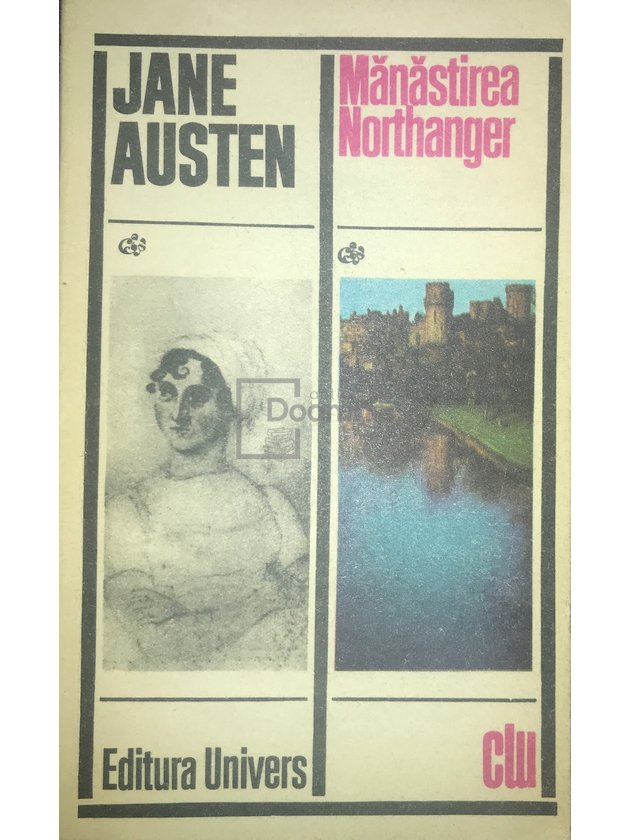 JANE
AUSTEN
Mănăstirea
Northanger
Editura Univers
clu